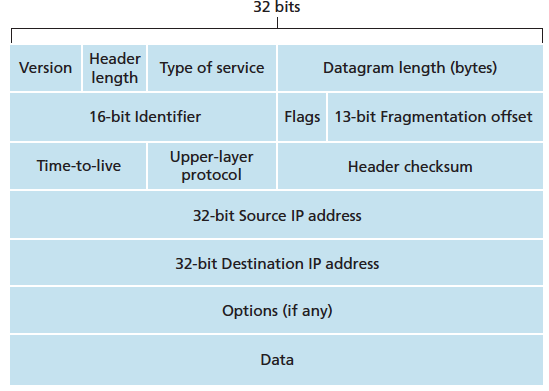 32 bits
Version
Header
length
Type of service
Datagram length (bytes)
16-bit Identifier
Flags
13-bit Fragmentation offset
Time-to-live
Upper-layer
protocol
Header checksum
32-bit Source IP address
32-bit Destination IP address
Options (if any)
Data